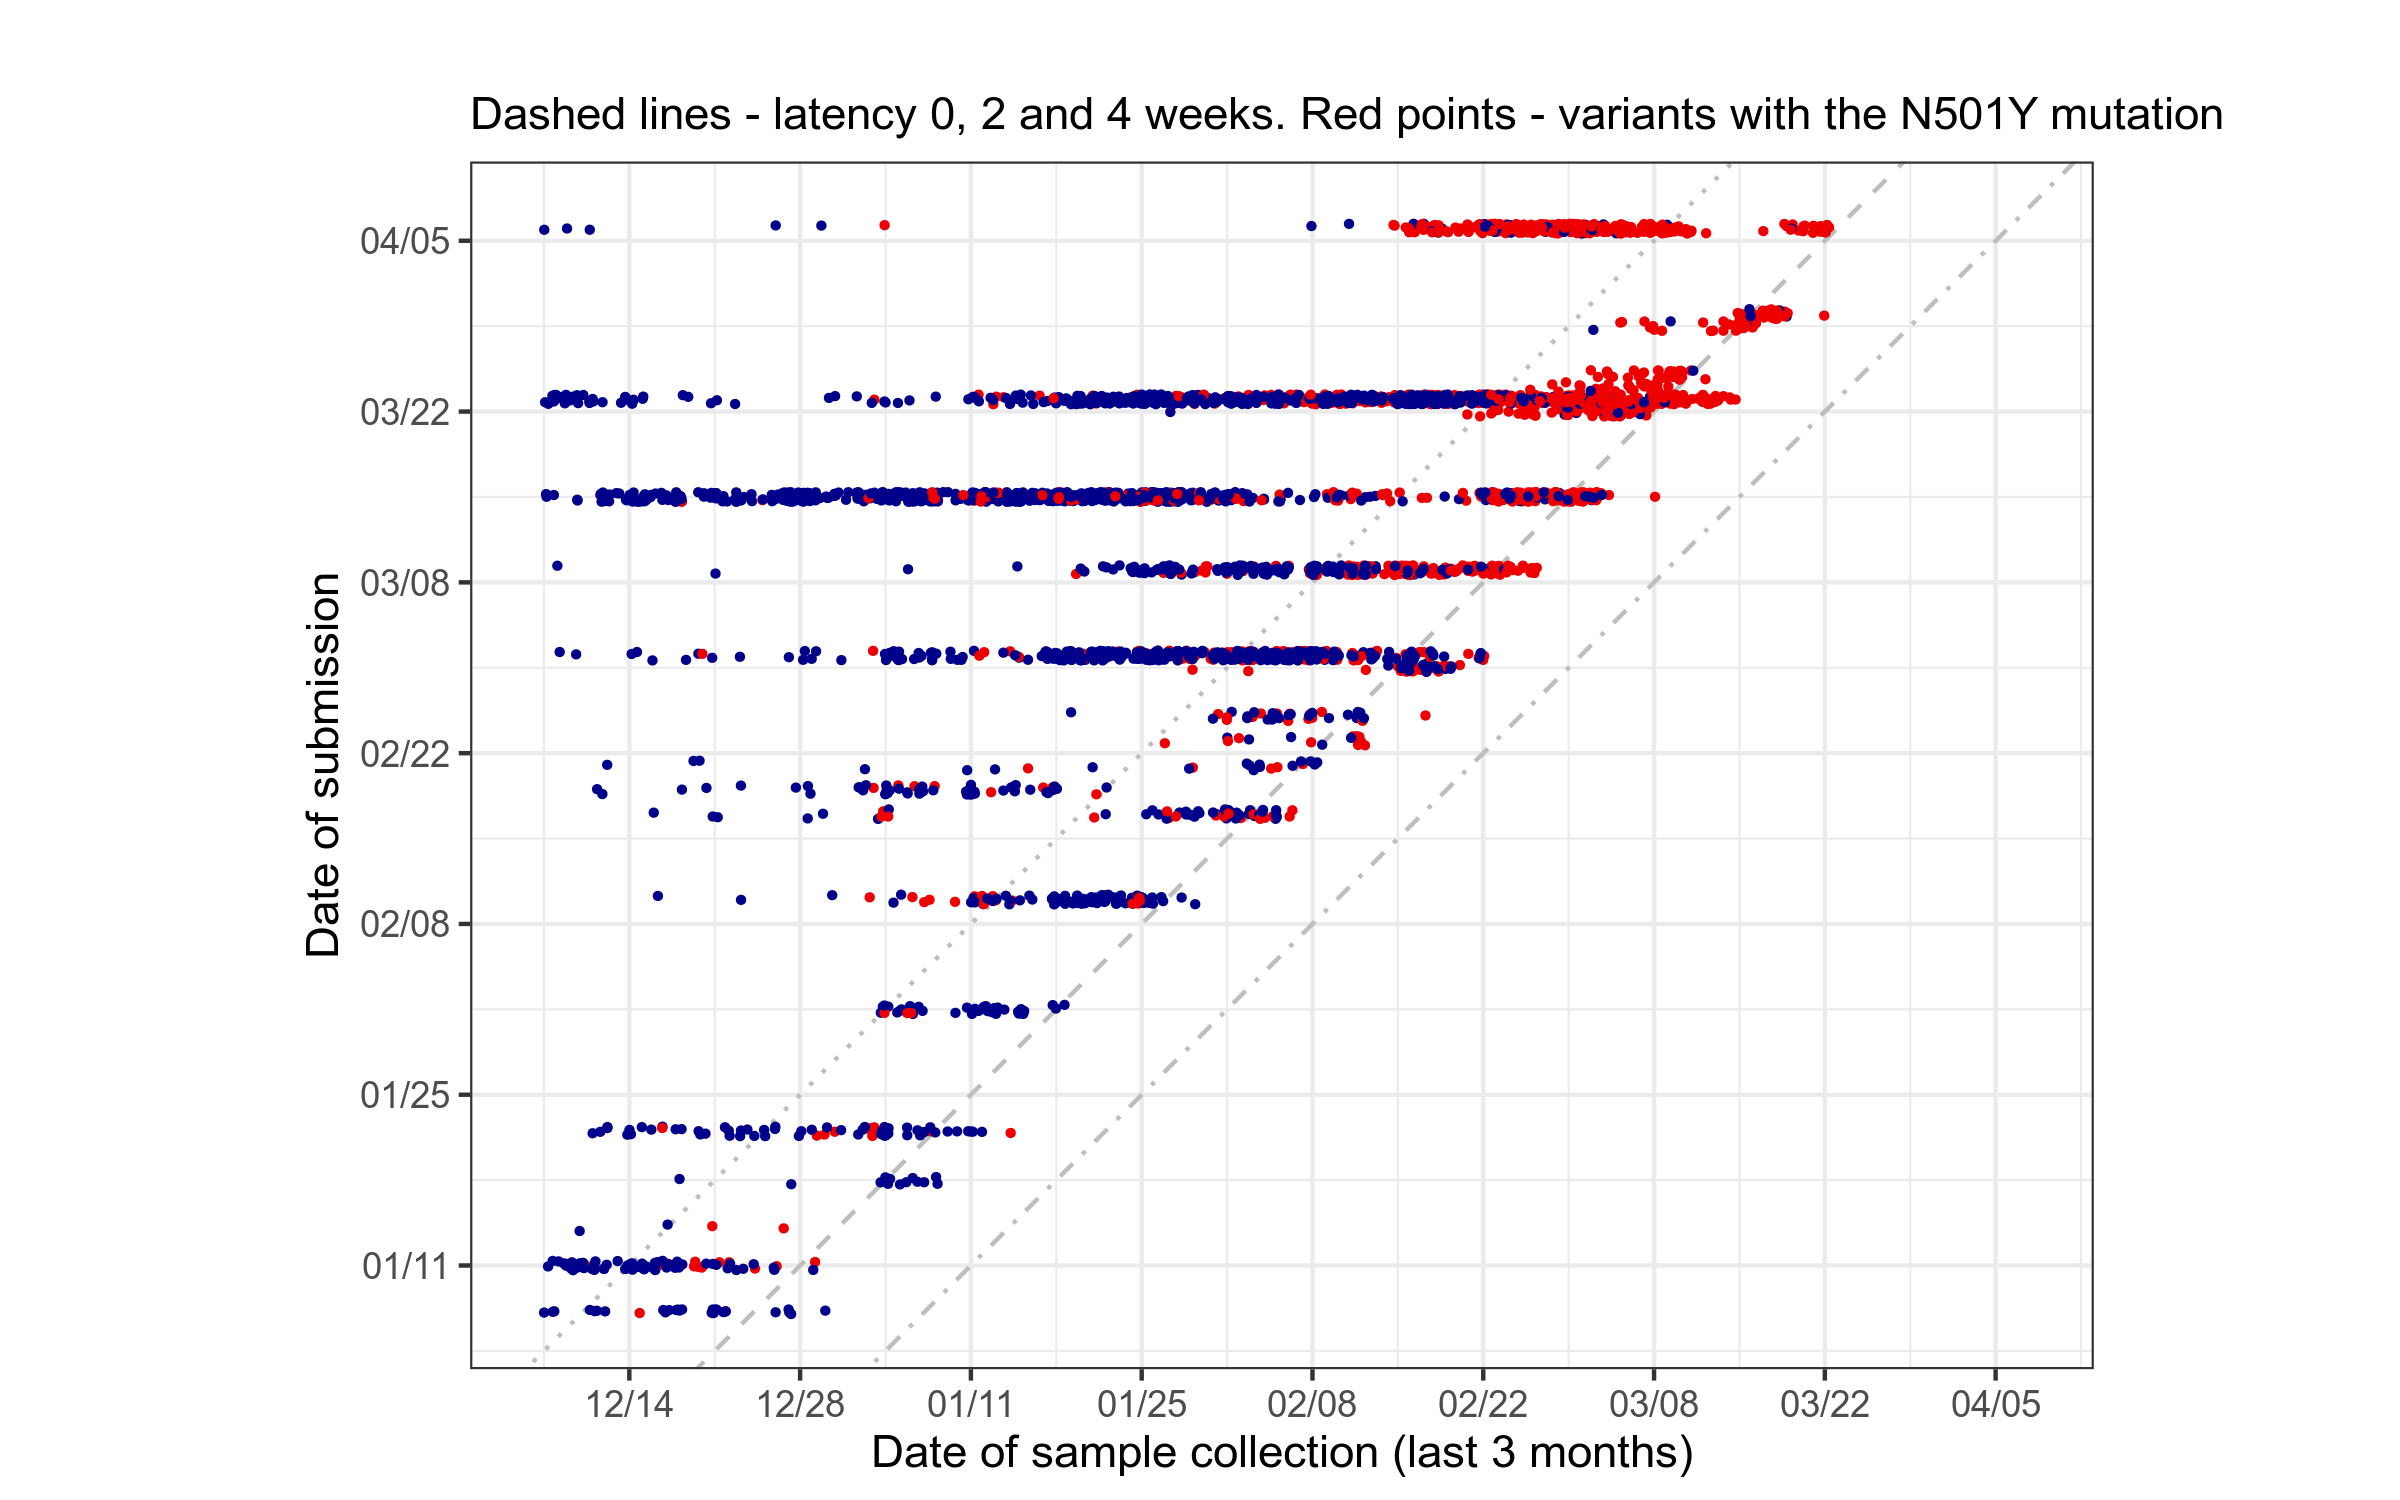 Dashed lines - latency 0, 2 and 4 weeks. Red points - variants with the N501Y mutation
Date of submission
04/05
03/22
03/08
02/22
02/08
01/25
01/11
12/14 12/28 01/11 01/25 02/08 02/22 03/08 03/22 04/05
Date of sample collection (last 3 months)